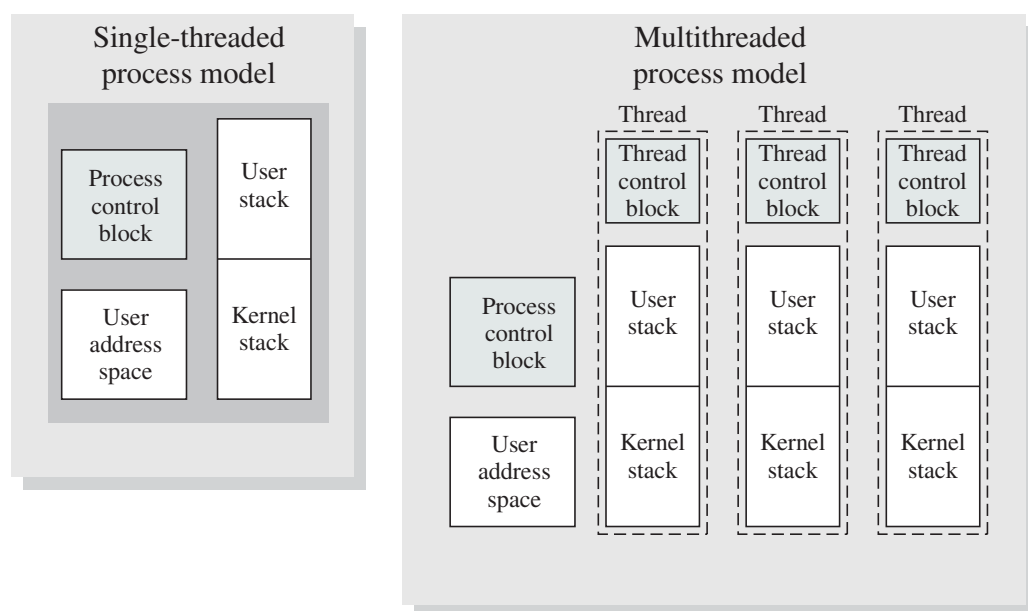 Single-threaded
process model
Process
control
block
User
stack
User
address
space
Kernel
stack
Multithreaded
process model
Thread
Thread
Thread
Thread
control
block
Thread
control
block
Thread
control
block
Process
control
block
User
stack
User
stack
User
stack
User
address
space
Kernel
stack
Kernel
stack
Kernel
stack